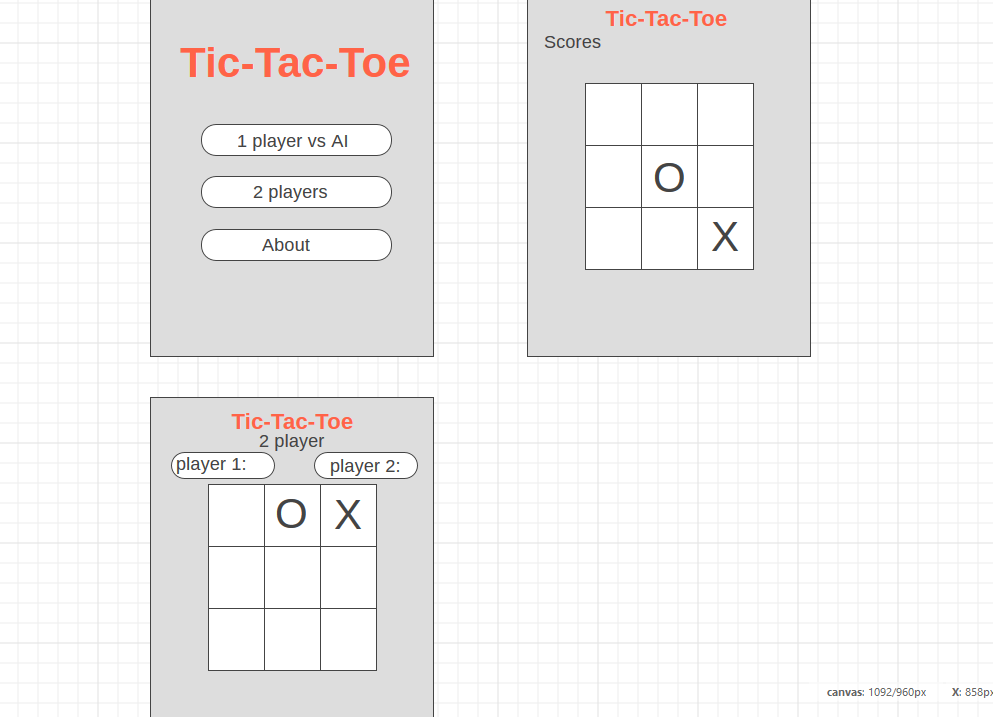 Tic-Tac-Toe
1 player vs AI
2 players
About
Tic-Tac-Toe
Scores
O
X
Tic-Tac-Toe
2 player
player 1:
player 2:
O X
canvas: 1092/960px X: 858px